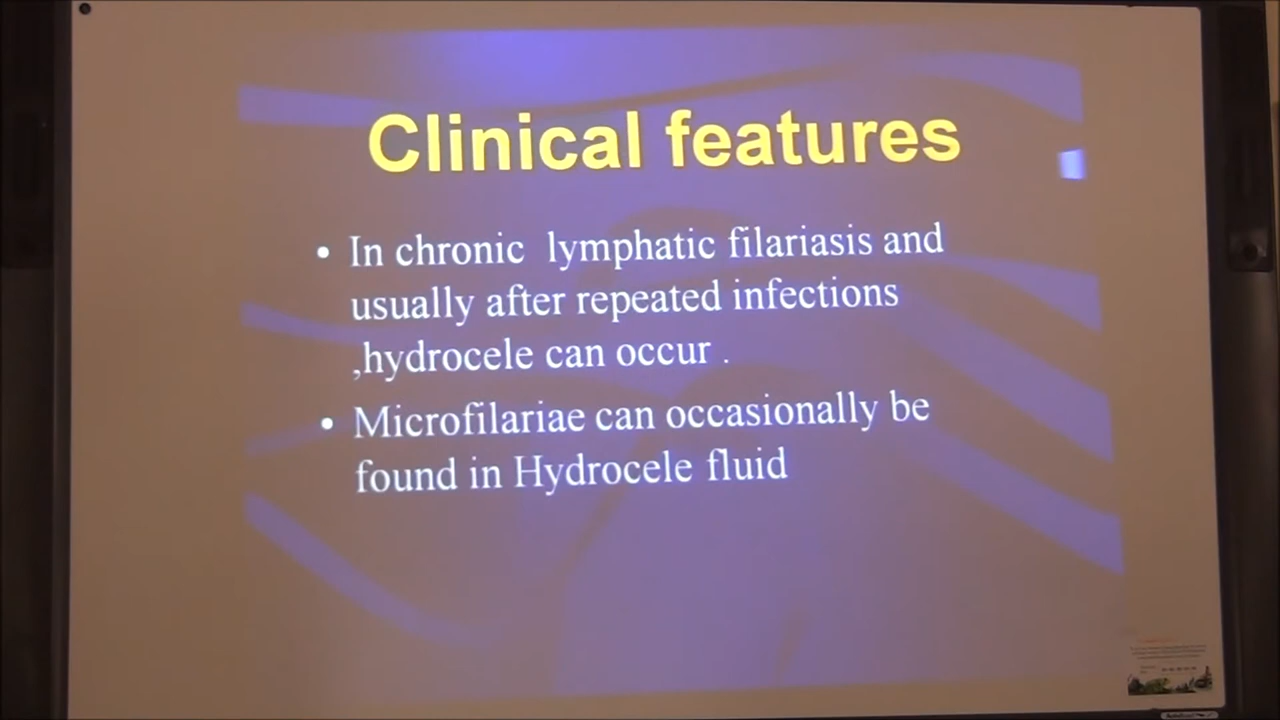 Clinical features
• In chronic lymphatic filariasis and
usually after repeated infections
,hydrocele can occur .
• Microfilariae can occasionally be
found in Hydrocele fluid